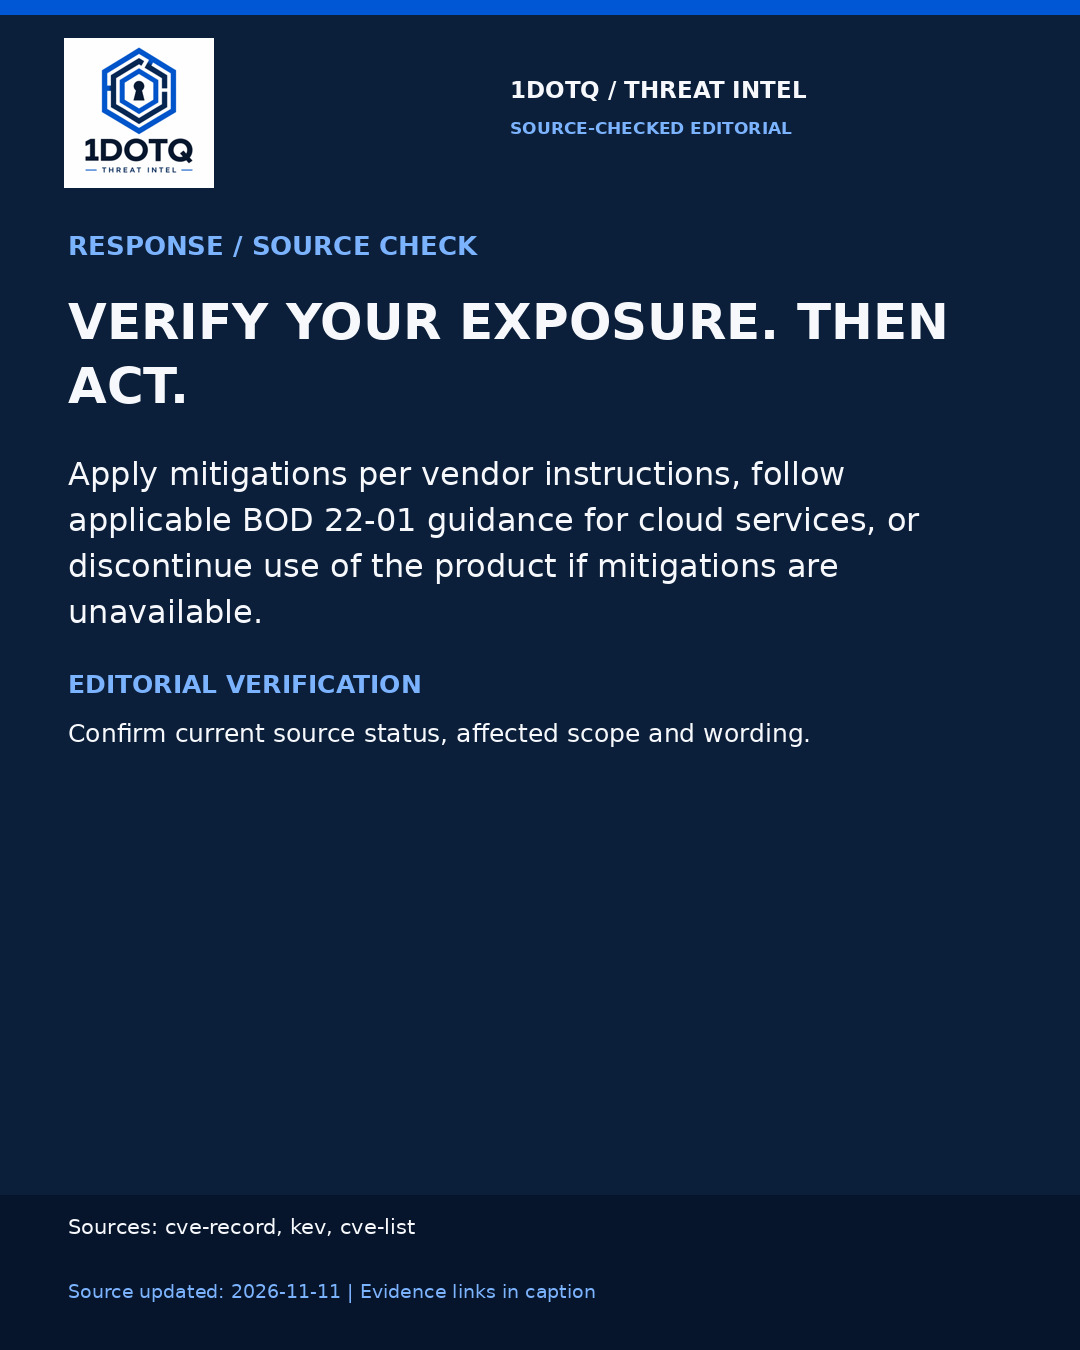 1DOTQ
THREAT INTEL
1DOTQ / THREAT INTEL
SOURCE-CHECKED EDITORIAL
RESPONSE / SOURCE CHECK
VERIFY YOUR EXPOSURE. THEN
ACT.
Apply mitigations per vendor instructions, follow
applicable BOD 22-01 guidance for cloud services, or
discontinue use of the product if mitigations are
unavailable.
EDITORIAL VERIFICATION
Confirm current source status, affected scope and wording.
Sources: cve-record, kev, cve-list
Source updated: 2026-11-11 | Evidence links in caption